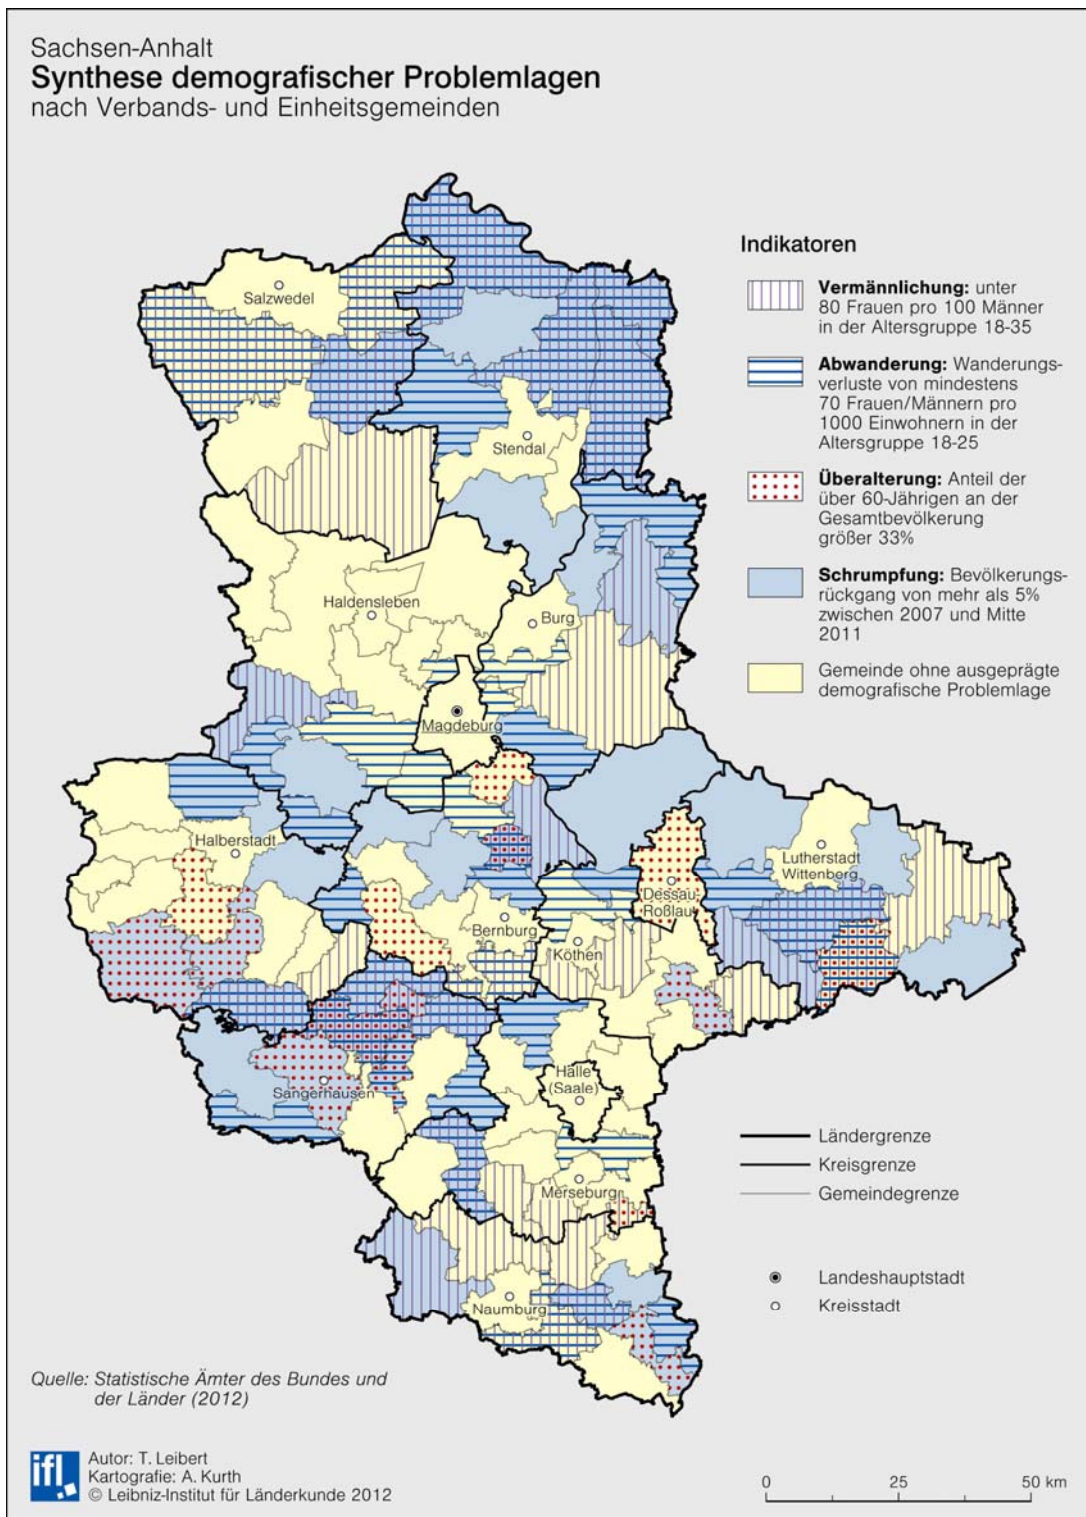 Sachsen-Anhalt
Synthese demografischer Problemlagen
nach Verbands- und Einheitsgemeinden
Indikatoren
Vermännlichung: unter
80 Frauen pro 100 Männer
in der Altersgruppe 18-35
Abwanderung: Wanderungs-
verluste von mindestens
70 Frauen/Männern pro
1000 Einwohnern in der
Altersgruppe 18-25
Überalterung: Anteil der
über 60-Jährigen an der
Gesamtbevölkerung
größer 33%
Schrumpfung: Bevölkerungs-
rückgang von mehr als 5%
zwischen 2007 und Mitte
2011
Gemeinde ohne ausgeprägte
demografische Problemlage
Salzwedel
Stendal
Haldensleben
Burg
Magdeburg
Halberstadt
Lutherstadt
Wittenberg
Dessau-
Roßlau
Bernburg
Köthen
Sangerhausen
Halle
(Saale)
Merseburg
Naumburg
Ländergrenze
Kreisgrenze
Gemeindegrenze
Landeshauptstadt
Kreisstadt
Quelle: Statistische Ämter des Bundes und
der Länder (2012)
ifl
Autor: T. Leibert
Kartografie: A. Kurth
© Leibniz-Institut für Länderkunde 2012
0 25 50 km